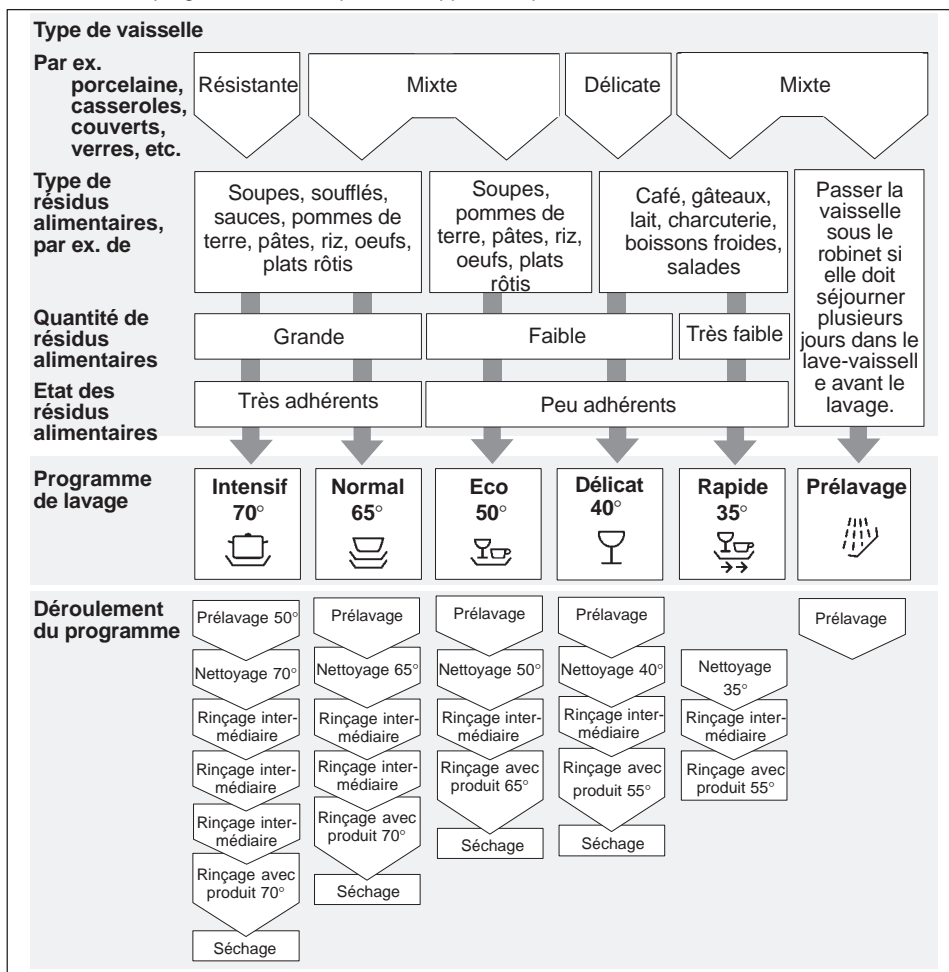 Type de vaisselle
Par ex.
porcelaine,
casseroles,
couverts,
verres, etc.
Résistante
Mixte
Délicate
Mixte
Type de
résidus
alimentaires,
par ex. de
Soupes, soufflés,
sauces, pommes de
terre, pâtes, riz, oeufs,
plats rôtis
Soupes,
pommes de
terre, pâtes, riz,
oeufs, plats
rôtis
Café, gâteaux,
lait, charcuterie,
boissons froides,
salades
Passer la
vaisselle
sous le
robinet si
elle doit
séjourner
plusieurs
jours dans le
lave-vaissell
e avant le
lavage.
Quantité de
résidus
alimentaires
Grande
Faible
Très faible
Etat des
résidus
alimentaires
Très adhérents
Peu adhérents
Programme
de lavage
Intensif
70°
Normal
65°
Eco
50°
Délicat
40°
Rapide
35°
Prélavage
Déroulement
du programme
Prélavage 50°
Nettoyage 70°
Rinçage inter-
médiaire
Rinçage inter-
médiaire
Rinçage inter-
médiaire
Rinçage avec
produit 70°
Séchage
Prélavage
Nettoyage 65°
Rinçage inter-
médiaire
Rinçage inter-
médiaire
Rinçage avec
produit 70°
Séchage
Prélavage
Nettoyage 50°
Rinçage inter-
médiaire
Rinçage avec
produit 65°
Séchage
Prélavage
Nettoyage 40°
Rinçage inter-
médiaire
Rinçage avec
produit 55°
Séchage
Nettoyage
35°
Rinçage inter-
médiaire
Rinçage avec
produit 55°
Prélavage